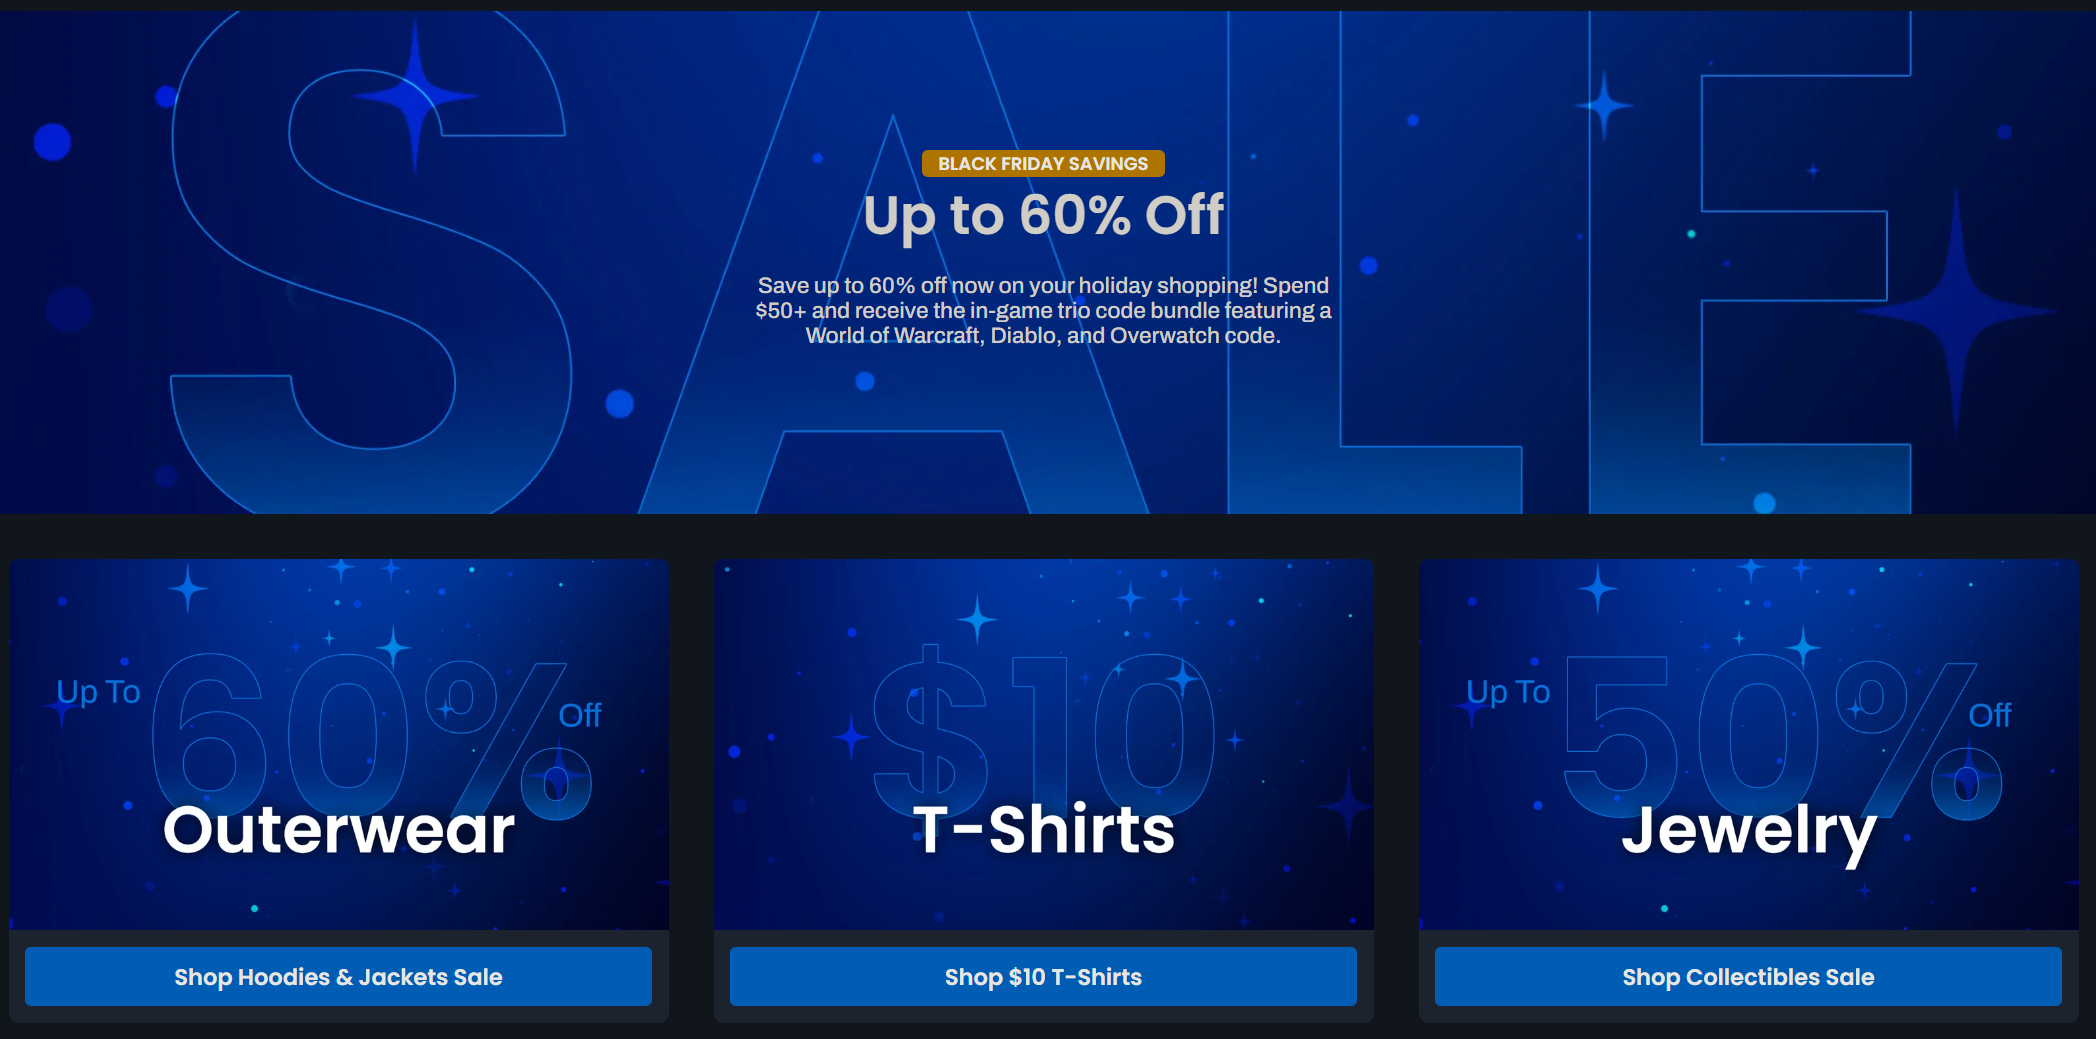 SALE
BLACK FRIDAY SAVINGS
Up to 60% Off
Save up to 60% off now on your holiday shopping! Spend
$50+ and receive the in-game trio code bundle featuring a
World of Warcraft, Diablo, and Overwatch code.
Up To 60% Off
Outerwear
Shop Hoodies & Jackets Sale
$10
T-Shirts
Shop $10 T-Shirts
Up To 50% Off
Jewelry
Shop Collectibles Sale